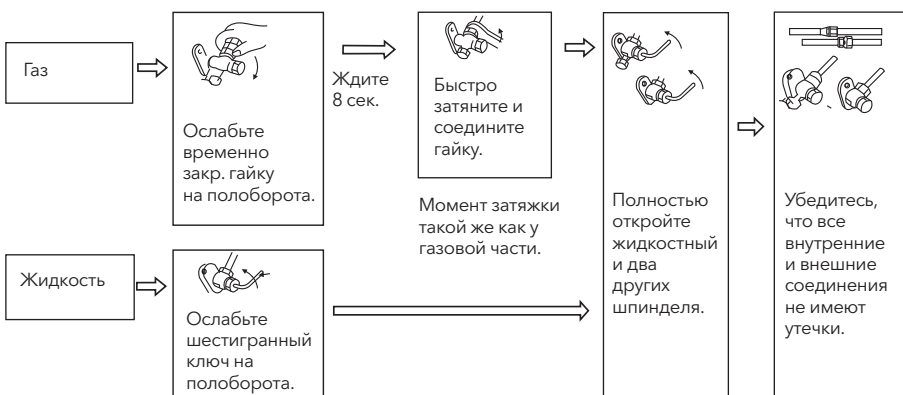 Газ
Ослабьте
временно
закр. гайку
на полоборота.
Ждите
8 сек.
Быстро
затяните и
соедините
гайку.
Момент затяжки
такой же как у
газовой части.
Жидкость
Ослабьте
шестигранный
ключ на
полоборота.
Полностью
откройте
жидкостный
и два
других
шпинделя.
Убедитесь,
что все
внутренние
и внешние
соединения
не имеют
утечки.